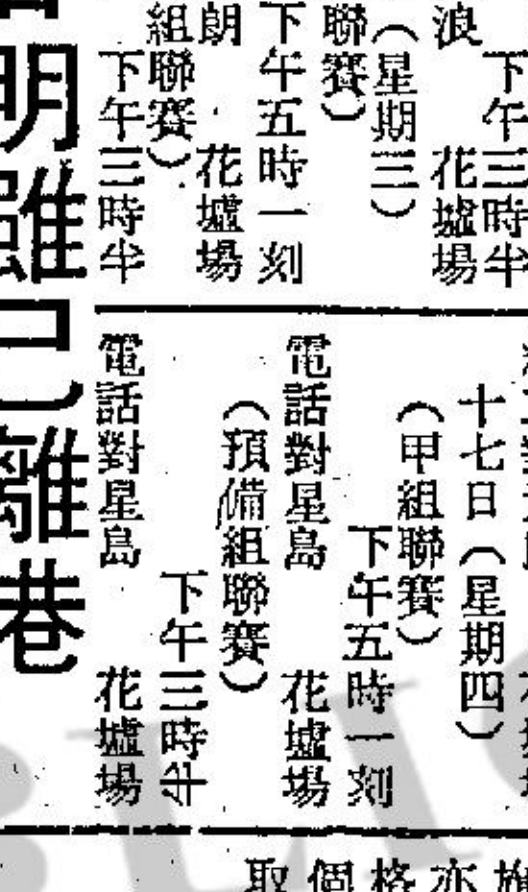 下午三時半
浪　花墟場
（星期三）
聯賽）
下午五時一刻
朗　花墟場
組聯賽）
下午三時半
十七日（星期四）
（甲組聯賽）
下午五時一刻
電話對星島　花墟場
（預備組聯賽）
下午三時半
電話對星島　花墟場
亦
格
個
取
明雖已離港